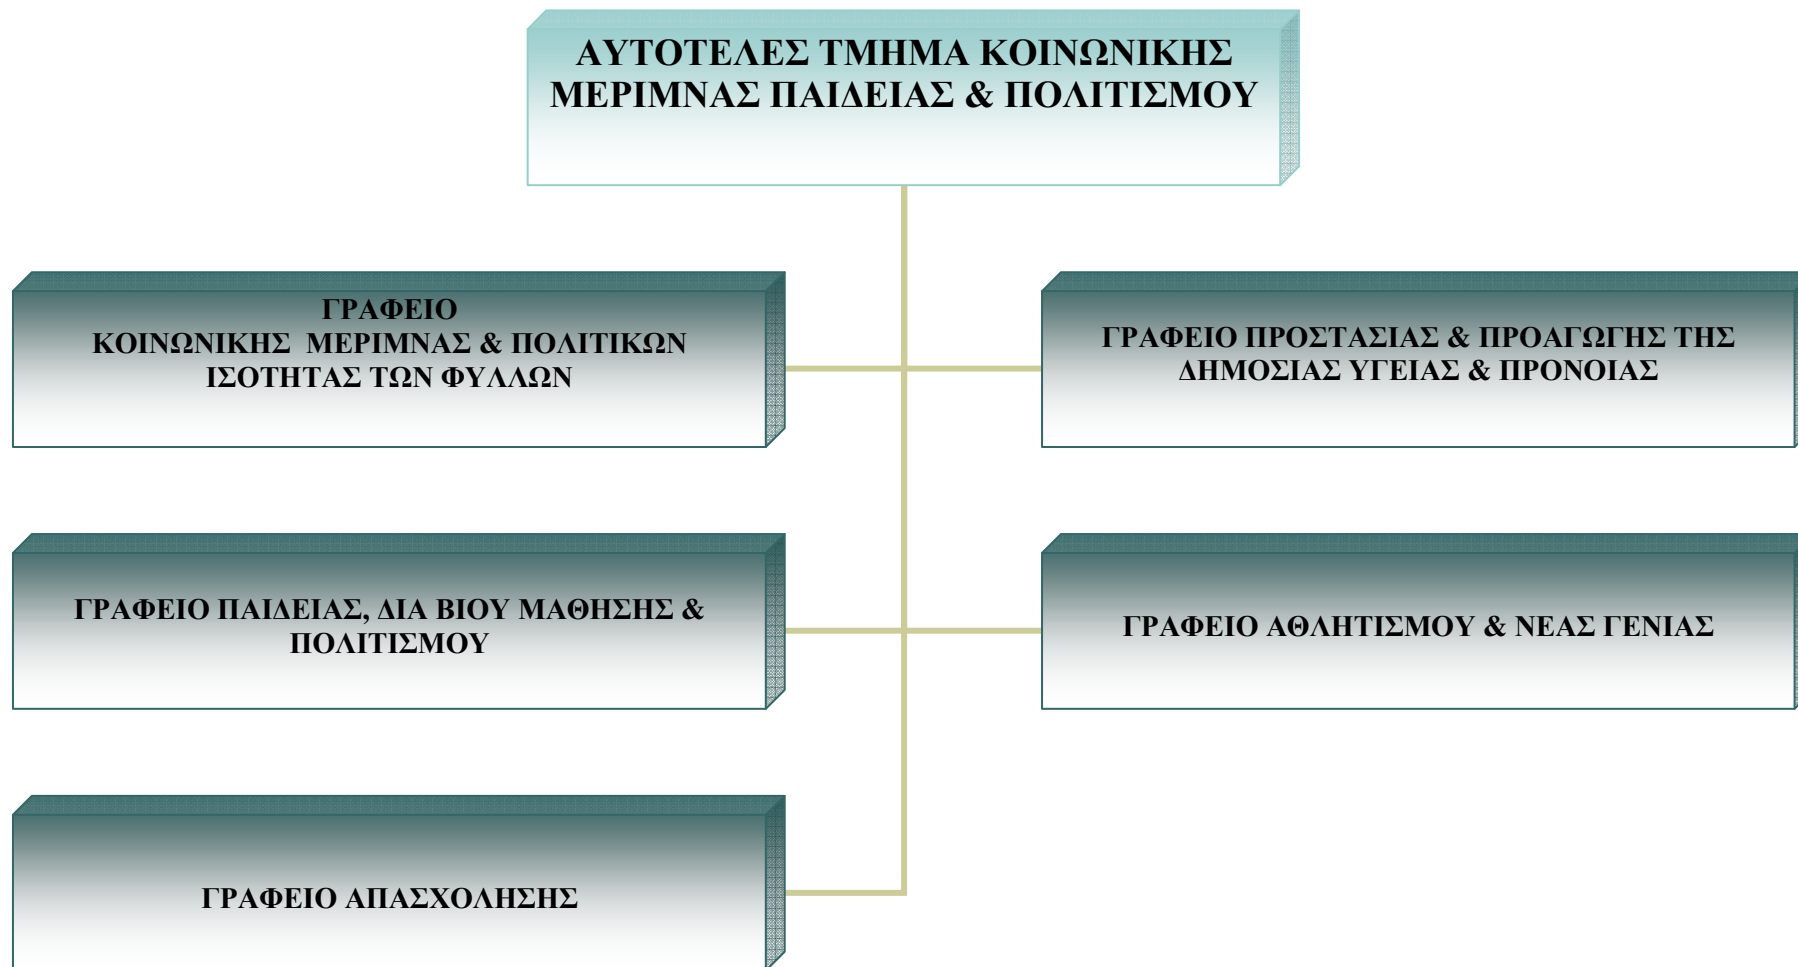 ΑΥΤΟΤΕΛΕΣ ΤΜΗΜΑ ΚΟΙΝΩΝΙΚΗΣ
ΜΕΡΙΜΝΑΣ ΠΑΙΔΕΙΑΣ & ΠΟΛΙΤΙΣΜΟΥ
ΓΡΑΦΕΙΟ
ΚΟΙΝΩΝΙΚΗΣ ΜΕΡΙΜΝΑΣ & ΠΟΛΙΤΙΚΩΝ
ΙΣΟΤΗΤΑΣ ΤΩΝ ΦΥΛΛΩΝ
ΓΡΑΦΕΙΟ ΠΡΟΣΤΑΣΙΑΣ & ΠΡΟΑΓΩΓΗΣ ΤΗΣ
ΔΗΜΟΣΙΑΣ ΥΓΕΙΑΣ & ΠΡΟΝΟΙΑΣ
ΓΡΑΦΕΙΟ ΠΑΙΔΕΙΑΣ, ΔΙΑ ΒΙΟΥ ΜΑΘΗΣΗΣ &
ΠΟΛΙΤΙΣΜΟΥ
ΓΡΑΦΕΙΟ ΑΘΛΗΤΙΣΜΟΥ & ΝΕΑΣ ΓΕΝΙΑΣ
ΓΡΑΦΕΙΟ ΑΠΑΣΧΟΛΗΣΗΣ